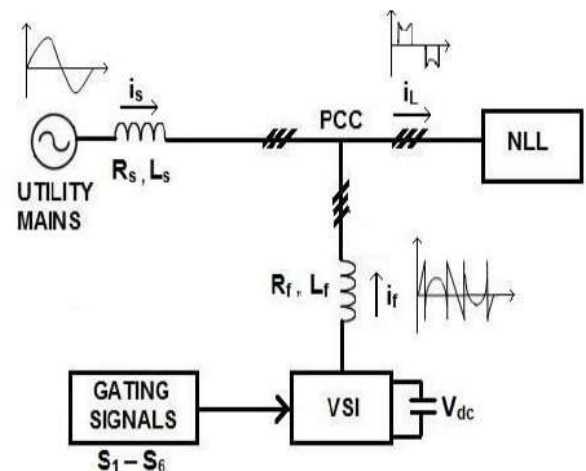 is
iL
PCC
NLL
Rs , Ls
UTILITY
MAINS
Rf , Lf
if
GATING
SIGNALS
VSI
Vdc
S1 – S6